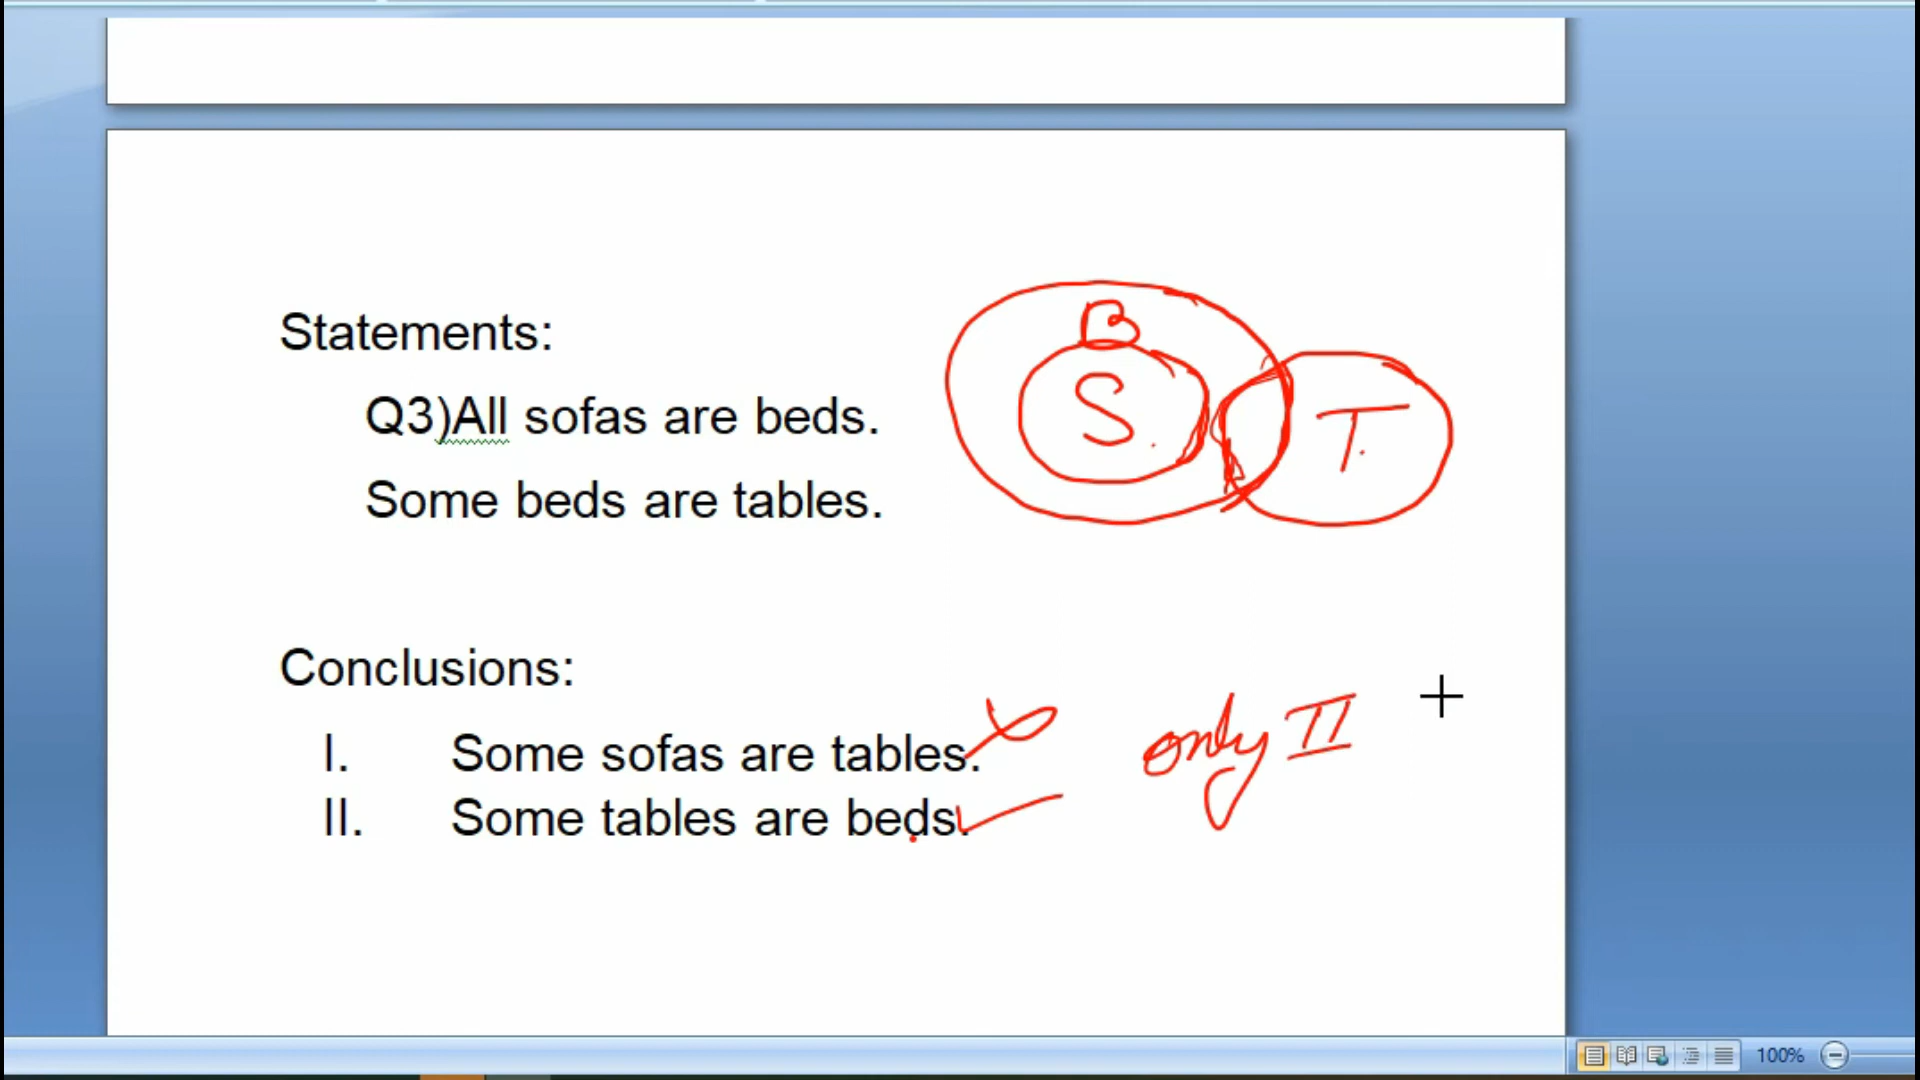 B
S
T
Statements:
Q3)All sofas are beds.
Some beds are tables.
Conclusions:
I. Some sofas are tables.
II. Some tables are beds.
only II
100%